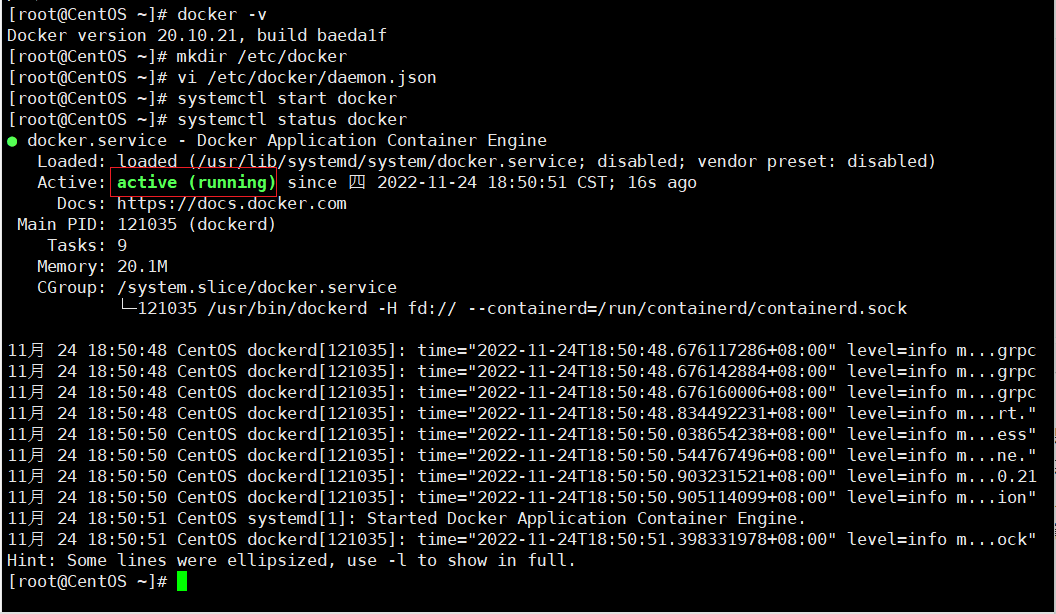 [root@CentOS ~]# docker -v
Docker version 20.10.21, build baeda1f
[root@CentOS ~]# mkdir /etc/docker
[root@CentOS ~]# vi /etc/docker/daemon.json
[root@CentOS ~]# systemctl start docker
[root@CentOS ~]# systemctl status docker
● docker.service - Docker Application Container Engine
   Loaded: loaded (/usr/lib/systemd/system/docker.service; disabled; vendor preset: disabled)
   Active: active (running) since 四 2022-11-24 18:50:51 CST; 16s ago
     Docs: https://docs.docker.com
 Main PID: 121035 (dockerd)
    Tasks: 9
   Memory: 20.1M
   CGroup: /system.slice/docker.service
           └─121035 /usr/bin/dockerd -H fd:// --containerd=/run/containerd/containerd.sock
11月 24 18:50:48 CentOS dockerd[121035]: time="2022-11-24T18:50:48.676117286+08:00" level=info m...grpc
11月 24 18:50:48 CentOS dockerd[121035]: time="2022-11-24T18:50:48.676142884+08:00" level=info m...grpc
11月 24 18:50:48 CentOS dockerd[121035]: time="2022-11-24T18:50:48.676160006+08:00" level=info m...grpc
11月 24 18:50:48 CentOS dockerd[121035]: time="2022-11-24T18:50:48.834492231+08:00" level=info m...rt."
11月 24 18:50:50 CentOS dockerd[121035]: time="2022-11-24T18:50:50.038654238+08:00" level=info m...ess"
11月 24 18:50:50 CentOS dockerd[121035]: time="2022-11-24T18:50:50.544767496+08:00" level=info m...ne."
11月 24 18:50:50 CentOS dockerd[121035]: time="2022-11-24T18:50:50.903231521+08:00" level=info m...0.21
11月 24 18:50:50 CentOS dockerd[121035]: time="2022-11-24T18:50:50.905114099+08:00" level=info m...ion"
11月 24 18:50:51 CentOS systemd[1]: Started Docker Application Container Engine.
11月 24 18:50:51 CentOS dockerd[121035]: time="2022-11-24T18:50:51.398331978+08:00" level=info m...ock"
Hint: Some lines were ellipsized, use -l to show in full.
[root@CentOS ~]#